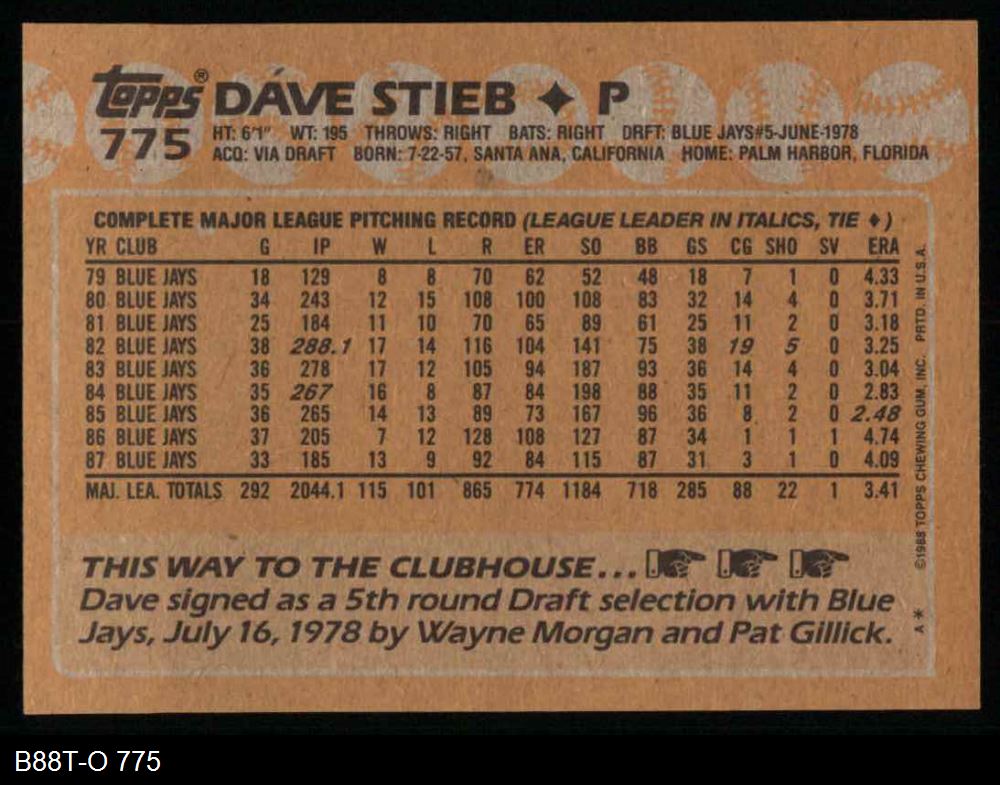 Topps® DAVE STIEB ✦ P
775 HT: 6'1" WT: 195 THROWS: RIGHT BATS: RIGHT DRFT: BLUE JAYS#5-JUNE-1978
ACQ: VIA DRAFT BORN: 7-22-57, SANTA ANA, CALIFORNIA HOME: PALM HARBOR, FLORIDA
COMPLETE MAJOR LEAGUE PITCHING RECORD (LEAGUE LEADER IN ITALICS, TIE ♦)
YR CLUB G IP W L R ER SO BB GS CG SHO SV ERA
79 BLUE JAYS 18 129 8 8 70 62 52 48 18 7 1 0 4.33
80 BLUE JAYS 34 243 12 15 108 100 108 83 32 14 4 0 3.71
81 BLUE JAYS 25 184 11 10 70 65 89 61 25 11 2 0 3.18
82 BLUE JAYS 38 288.1 17 14 116 104 141 75 38 19 5 0 3.25
83 BLUE JAYS 36 278 17 12 105 94 187 93 36 14 4 0 3.04
84 BLUE JAYS 35 267 16 8 87 84 198 88 35 11 2 0 2.83
85 BLUE JAYS 36 265 14 13 89 73 167 96 36 8 2 0 2.48
86 BLUE JAYS 37 205 7 12 128 108 127 87 34 1 1 1 4.74
87 BLUE JAYS 33 185 13 9 92 84 115 87 31 3 1 0 4.09
MAJ. LEA. TOTALS 292 2044.1 115 101 865 774 1184 718 285 88 22 1 3.41
THIS WAY TO THE CLUBHOUSE...
Dave signed as a 5th round Draft selection with Blue
Jays, July 16, 1978 by Wayne Morgan and Pat Gillick.
A * ©1988 TOPPS CHEWING GUM, INC. PRTD. IN U.S.A.
B88T-O 775